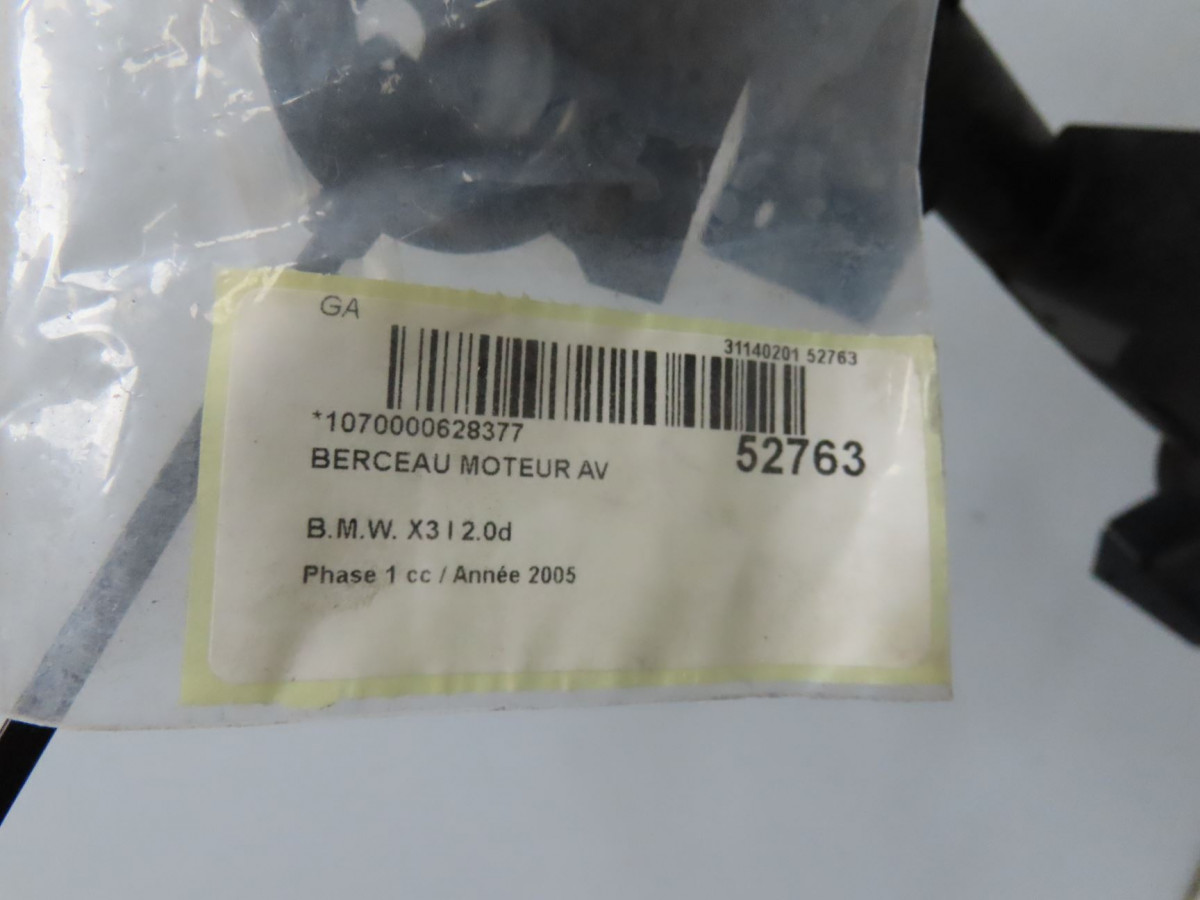 GA
31140201 52763
*1070000628377
52763
BERCEAU MOTEUR AV
B.M.W. X3 I 2.0d
Phase 1 cc / Année 2005